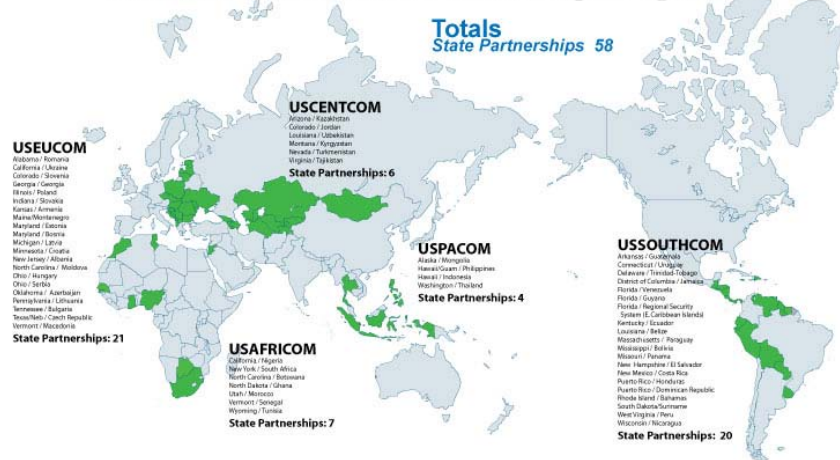 Totals
State Partnerships 58
USCENTCOM
Arizona / Kazakhstan
Colorado / Jordan
Louisiana / Uzbekistan
Montana / Kyrgyzstan
Nevada / Turkmenistan
Virginia / Tajikistan
State Partnerships: 6
USEUCOM
Alabama / Romania
California / Ukraine
Colorado / Slovenia
Georgia / Georgia
Illinois / Poland
Indiana / Slovakia
Kansas / Armenia
Maine/Montenegro
Maryland / Estonia
Maryland / Bosnia
Michigan / Latvia
Minnesota / Croatia
New Jersey / Albania
North Carolina / Moldova
Ohio / Hungary
Ohio / Serbia
Oklahoma / Azerbaijan
Pennsylvania / Lithuania
Tennessee / Bulgaria
Texas/Neb / Czech Republic
Vermont / Macedonia
State Partnerships: 21
USPACOM
Alaska / Mongolia
Hawaii/Guam / Philippines
Hawaii / Indonesia
Washington / Thailand
State Partnerships: 4
USAFRICOM
California / Nigeria
New York / South Africa
North Carolina / Botswana
North Dakota / Ghana
Utah / Morocco
Vermont / Senegal
Wyoming / Tunisia
State Partnerships: 7
USSOUTHCOM
Arkansas / Guatemala
Connecticut / Uruguay
Delaware / Trinidad-Tobago
District of Columbia / Jamaica
Florida / Venezuela
Florida / Guyana
Florida / Regional Security
System (E. Caribbean Islands)
Kentucky / Ecuador
Louisiana / Belize
Massachusetts / Paraguay
Mississippi / Bolivia
Missouri / Panama
New Hampshire / El Salvador
New Mexico / Costa Rica
Puerto Rico / Honduras
Puerto Rico / Dominican Republic
Rhode Island / Bahamas
South Dakota/Suriname
West Virginia / Peru
Wisconsin / Nicaragua
State Partnerships: 20